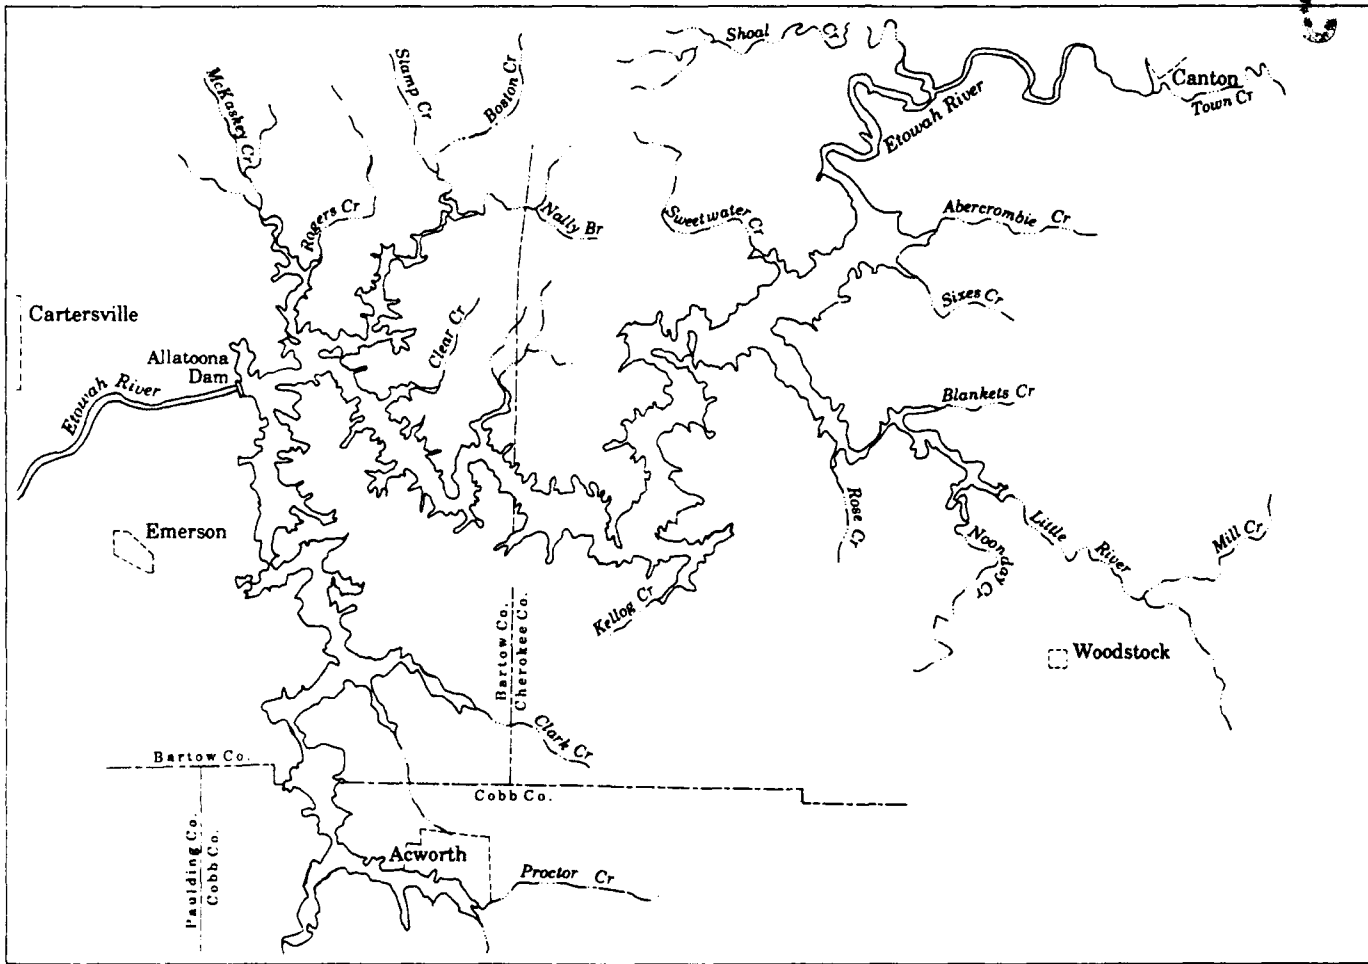 Shoal Cr
McKaskey Cr
Stamp Cr
Boston Cr
Canton
Town Cr
Etowah River
Rogers Cr
Nally Br
Sweetwater Cr
Abercrombie Cr
Sixes Cr
Cartersville
Clear Cr
Allatoona
Dam
Etowah River
Blankets Cr
Rose Cr
Emerson
Noonday Cr
Little River
Mill Cr
Kellog Cr
Bartow Co.
Cherokee Co.
Woodstock
Clark Cr
Bartow Co.
Cobb Co.
Paulding Co.
Cobb Co.
Acworth
Proctor Cr